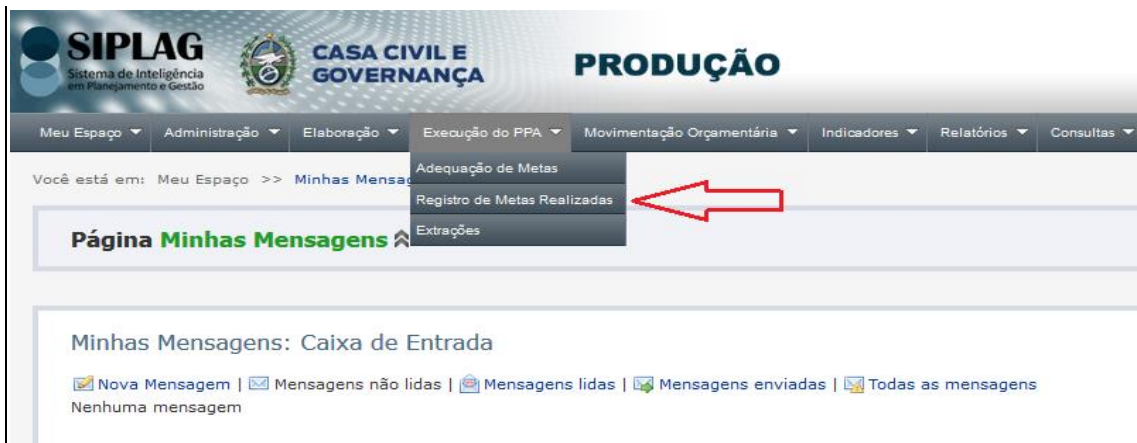 SIPLAG
Sistema de Inteligência
em Planejamento e Gestão
CASA CIVIL E
GOVERNANÇA
PRODUÇÃO
Meu Espaço Administração Elaboração Execução do PPA Movimentação Orçamentária Indicadores Relatórios Consultas
Adequação de Metas
Registro de Metas Realizadas
Extrações
Você está em: Meu Espaço >> Minhas Mensag
Página Minhas Mensagens
Minhas Mensagens: Caixa de Entrada
Nova Mensagem | Mensagens não lidas | Mensagens lidas | Mensagens enviadas | Todas as mensagens
Nenhuma mensagem